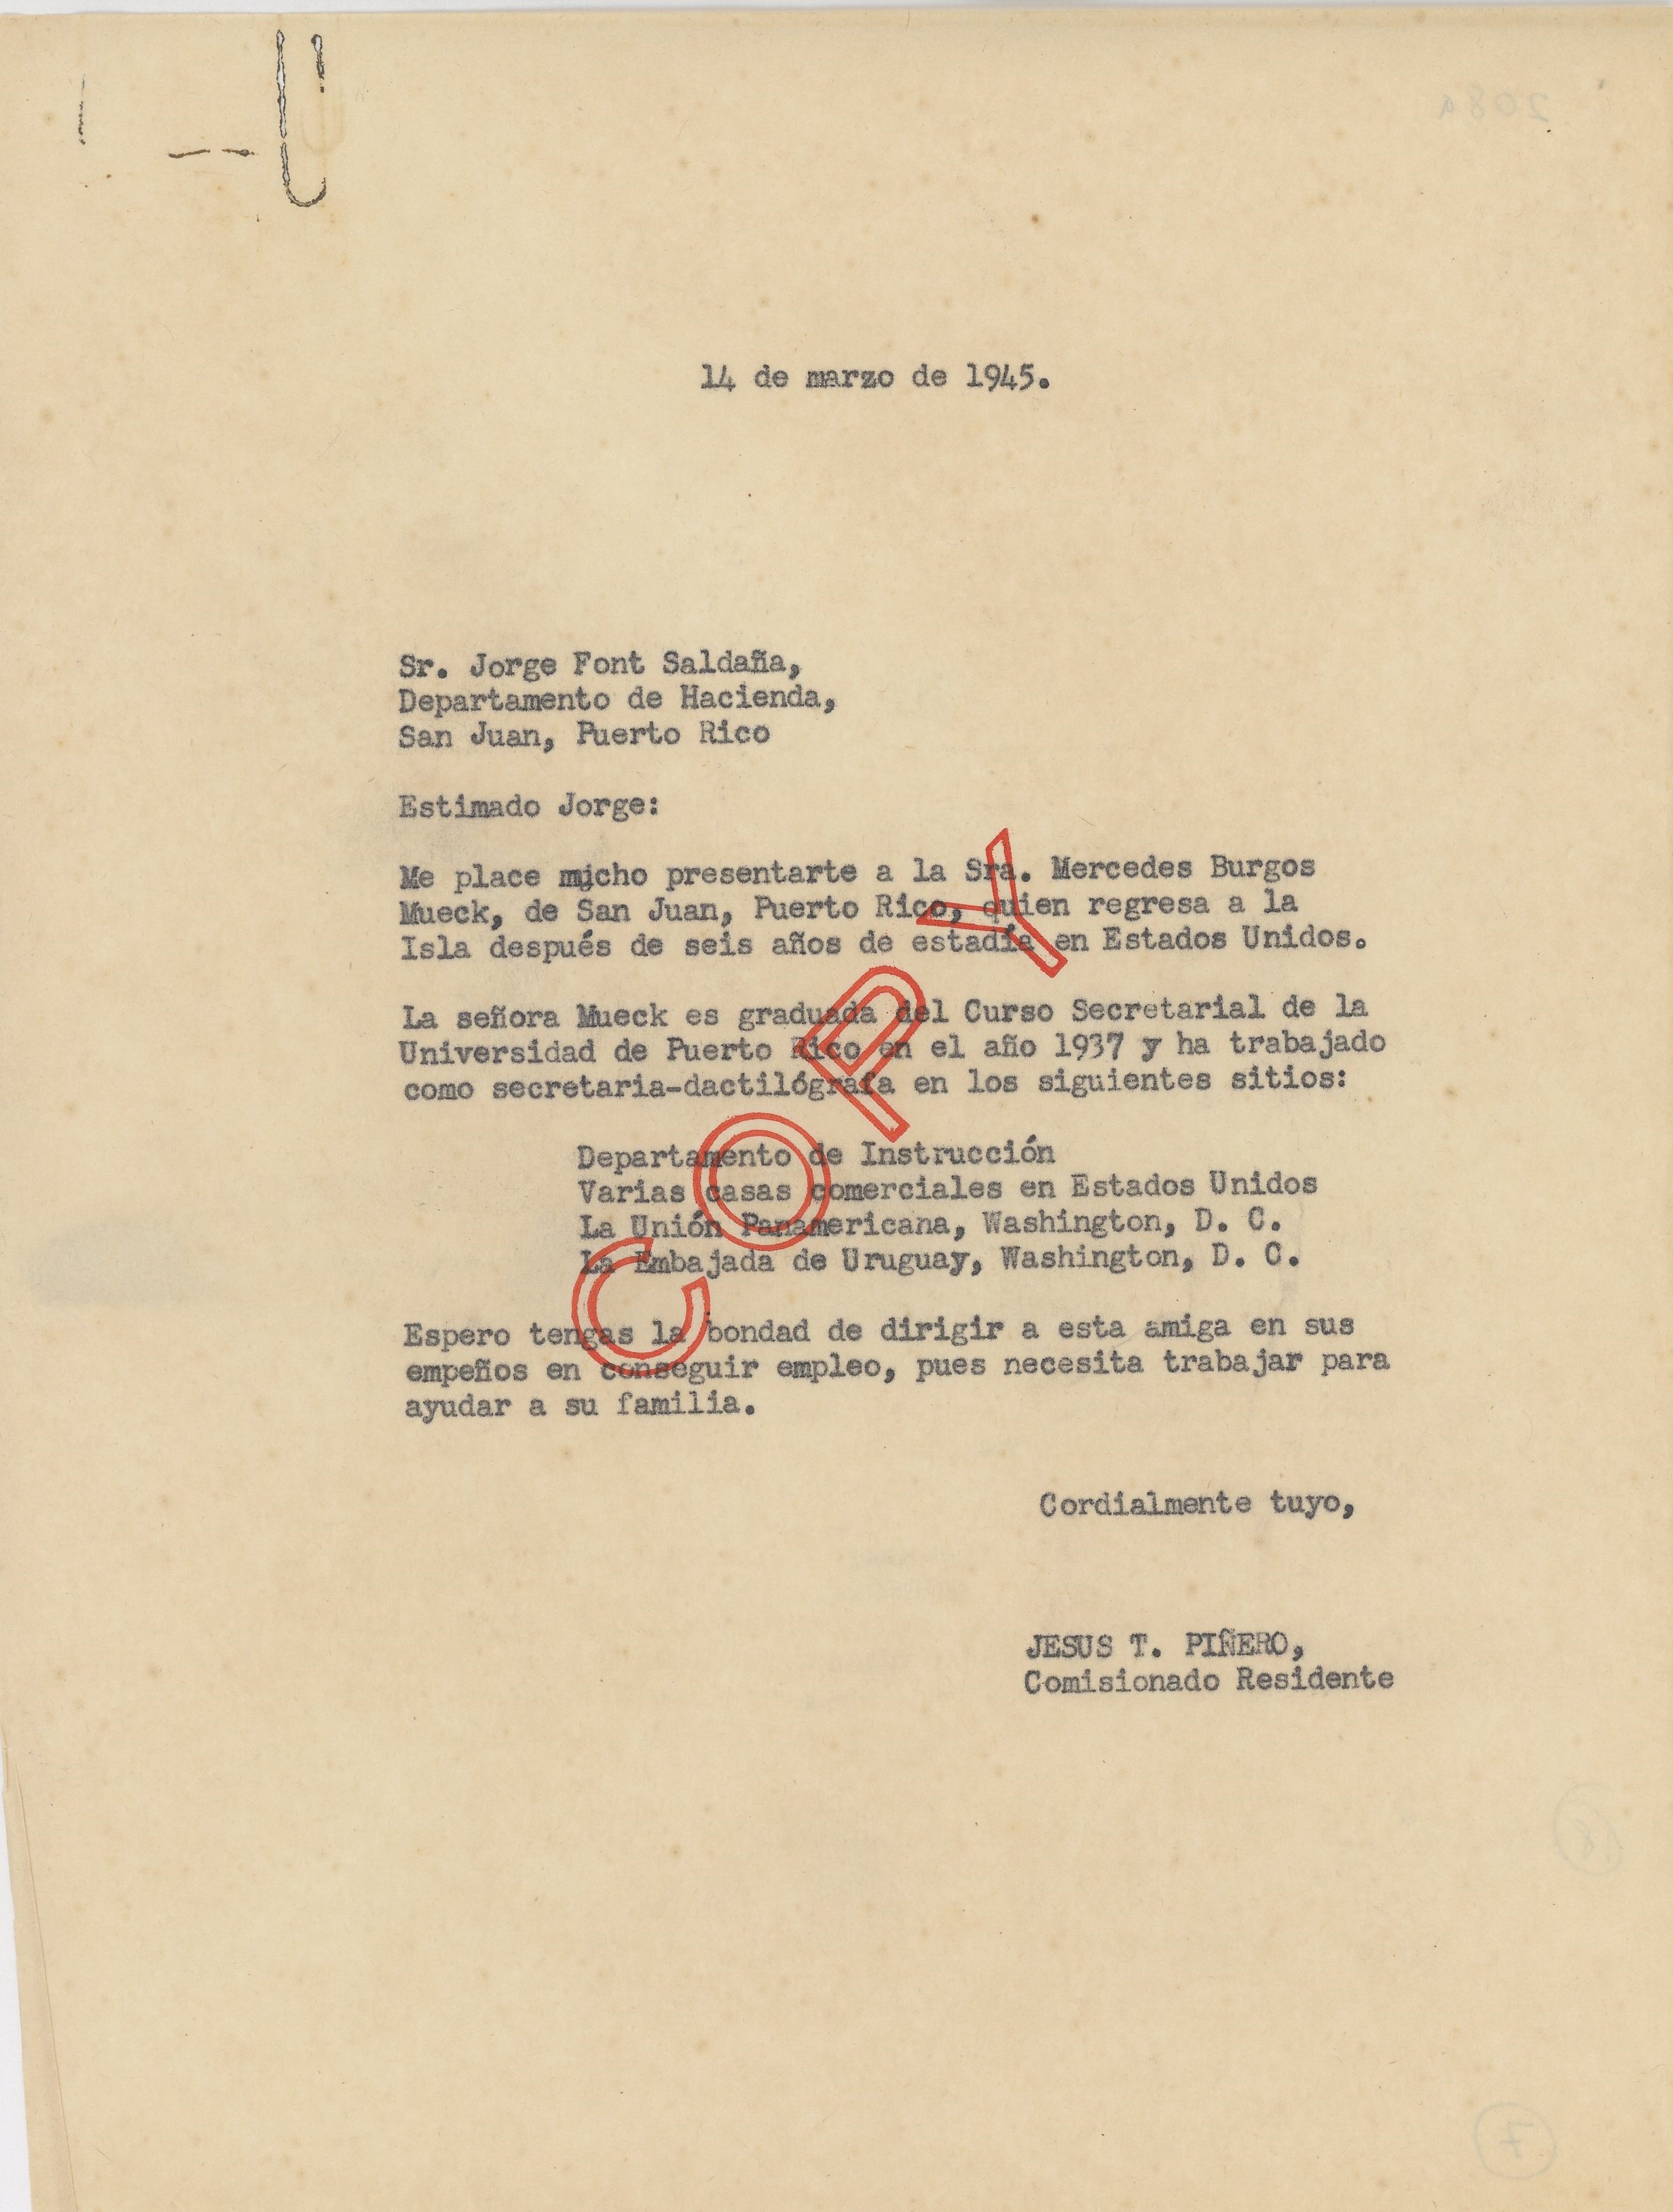 14 de marzo de 1945.
Sr. Jorge Font Saldaña,
Departamento de Hacienda,
San Juan, Puerto Rico
Estimado Jorge:
Me place mucho presentarte a la Sra. Mercedes Burgos
Mueck, de San Juan, Puerto Rico, quien regresa a la
Isla después de seis años de estadía en Estados Unidos.
La señora Mueck es graduada del Curso Secretarial de la
Universidad de Puerto Rico en el año 1937 y ha trabajado
como secretaria-dactilógrafa en los siguientes sitios:
Departamento de Instrucción
Varias casas comerciales en Estados Unidos
La Unión Panamericana, Washington, D. C.
La Embajada de Uruguay, Washington, D. C.
Espero tengas la bondad de dirigir a esta amiga en sus
empeños en conseguir empleo, pues necesita trabajar para
ayudar a su familia.
Cordialmente tuyo,
JESUS T. PIÑERO,
Comisionado Residente
COPY
7